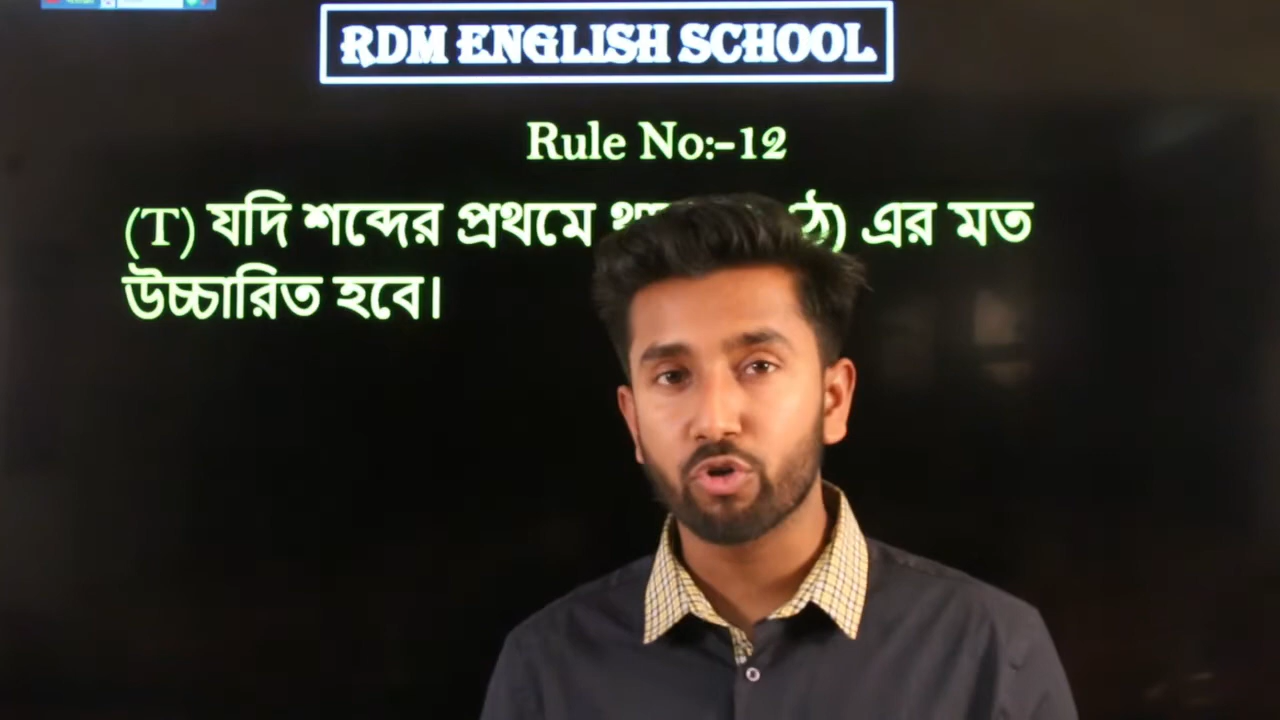 RDM ENGLISH SCHOOL
Rule No:-12
(T) যদি শব্দের প্রথমে ঠ) এর মত
উচ্চারিত হবে।